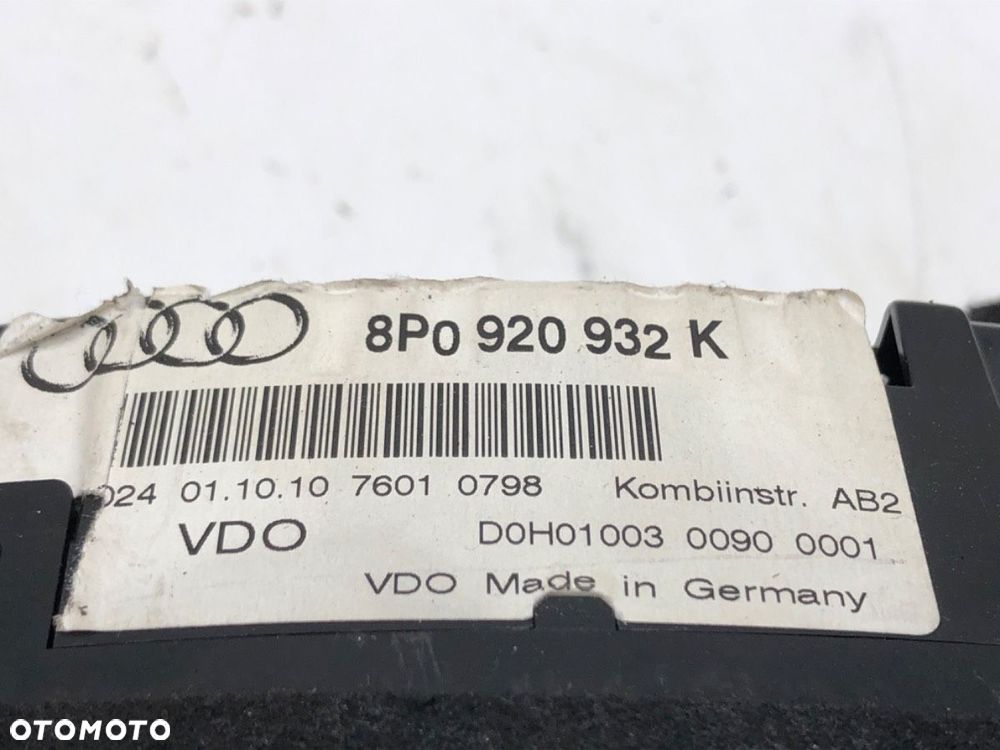 8P0 920 932 K
024 01.10.10 7601 0798 Kombiinstr. AB2
VDO D0H01003 0090 0001
VDO Made in Germany
OTOMOTO